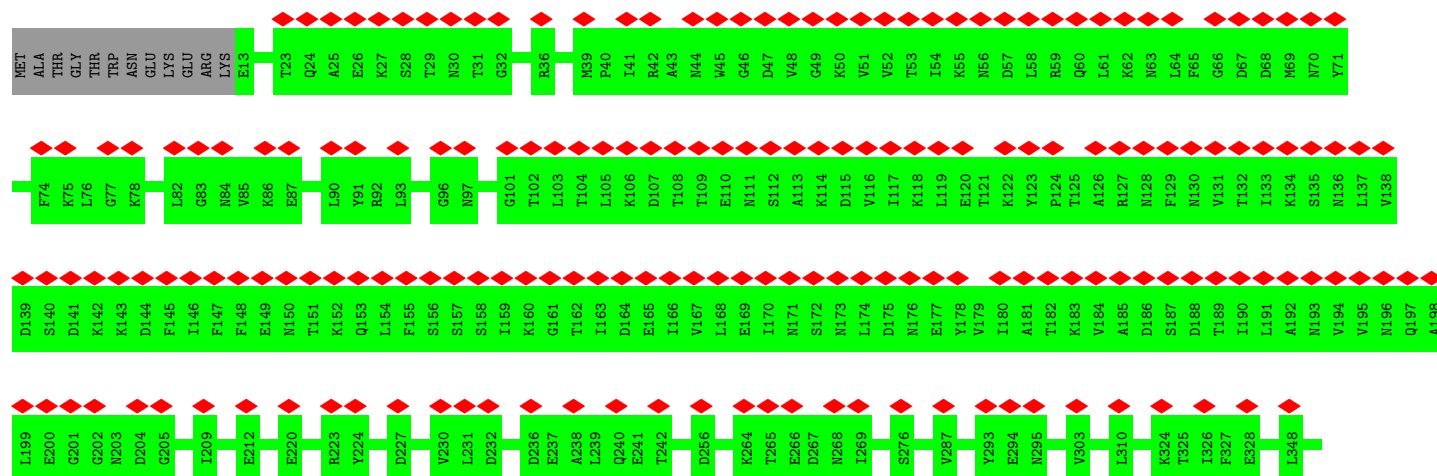 MET ALA THR GLY THR TRP ASN GLU LYS GLU ARG LYS E13 T23 Q24 A25 E26 K27 S28 T29 N30 T31 G32 R36 M39 P40 I41 R42 A43 N44 W45 G46 D47 V48 G49 K50 V51 V52 T53 I54 K55 N56 D57 L58 R59 Q60 L61 K62 N63 L64 F65 G66 D67 D68 M69 N70 Y71
F74 K75 L76 G77 K78 L82 G83 N84 V85 K86 E87 L90 Y91 R92 L93 G96 N97 G101 T102 L103 T104 L105 K106 D107 T108 T109 E110 N111 S112 A113 K114 D115 V116 I117 K118 L119 E120 T121 K122 Y123 P124 T125 A126 R127 N128 F129 N130 V131 T132 I133 K134 S135 N136 L137 V138
D139 S140 D141 K142 K143 D144 F145 I146 F147 F148 E149 N150 T151 K152 Q153 L154 F155 S156 S157 S158 I159 K160 G161 T162 I163 D164 E165 I166 V167 L168 E169 I170 N171 S172 N173 L174 D175 N176 E177 Y178 V179 I180 A181 T182 K183 V184 A185 D186 S187 D188 T189 I190 L191 A192 N193 V194 V195 N196 Q197 A198
L199 E200 G201 G202 N203 D204 G205 I209 E212 E220 R223 Y224 D227 V230 L231 D232 D236 E237 A238 L239 Q240 E241 T242 D256 K264 T265 E266 D267 N268 I269 S276 V287 Y293 E294 N295 V303 L310 K324 T325 I326 F327 E328 L348